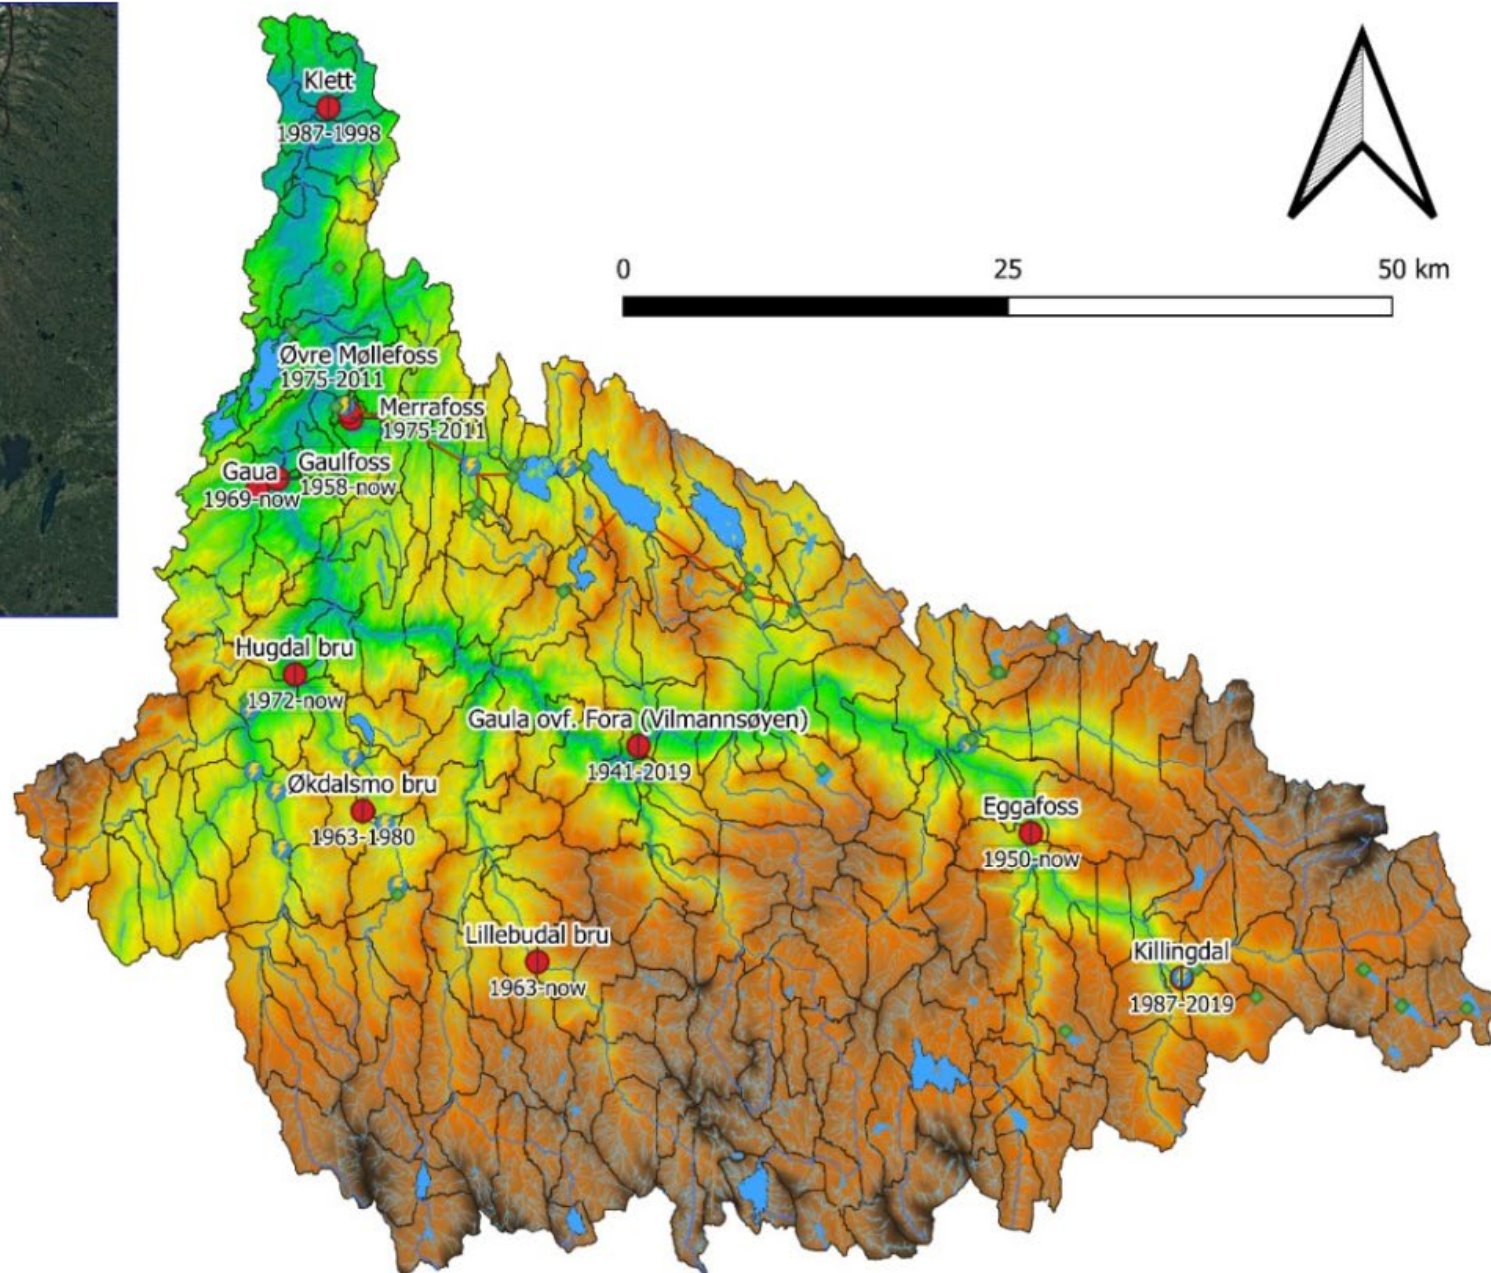 Klett
1987-1998
0
25
50 km
Øvre Møllefoss
1975-2011
Merrafoss
1975-2011
Gaua
1969-now
Gaulfoss
1958-now
Hugdal bru
1972-now
Gaula ovf. Fora (Vilmannsøyen)
1941-2019
Økdalsmo bru
1963-1980
Eggafoss
1950-now
Lillebudal bru
1963-now
Killingdal
1987-2019